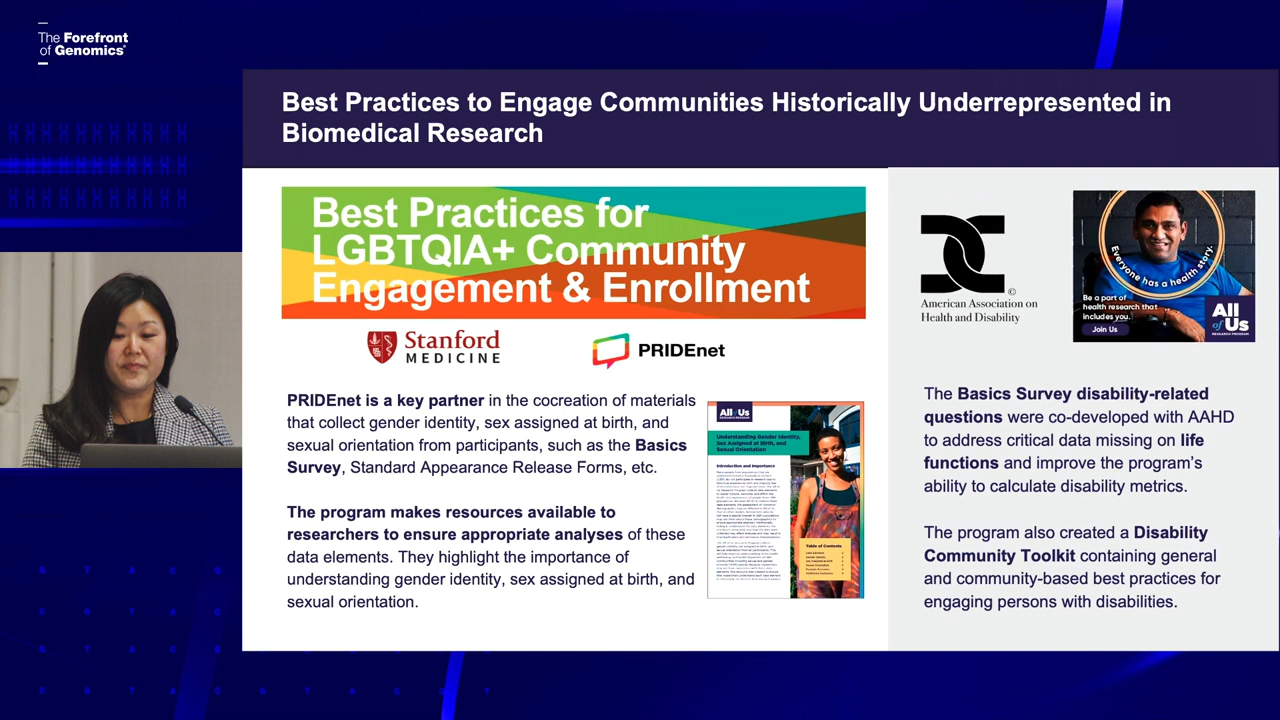 The Forefront
of Genomics®
Best Practices to Engage Communities Historically Underrepresented in
Biomedical Research
Best Practices for
LGBTQIA+ Community
Engagement & Enrollment
Stanford
MEDICINE
PRIDEnet
PRIDEnet is a key partner in the cocreation of materials
that collect gender identity, sex assigned at birth, and
sexual orientation from participants, such as the Basics
Survey, Standard Appearance Release Forms, etc.
The program makes resources available to
researchers to ensure appropriate analyses of these
data elements. They highlight the importance of
understanding gender identity, sex assigned at birth, and
sexual orientation.
All of Us
RESEARCH PROGRAM
Understanding Gender Identity,
Sex Assigned at Birth, and
Sexual Orientation
Introduction and Importance
Table of Contents
©
American Association on
Health and Disability
Everyone has a health story.
Be a part of
health research that
includes you.
Join Us
All
of Us
RESEARCH PROGRAM
The Basics Survey disability-related
questions were co-developed with AAHD
to address critical data missing on life
functions and improve the program's
ability to calculate disability metrics.
The program also created a Disability
Community Toolkit containing general
and community-based best practices for
engaging persons with disabilities.